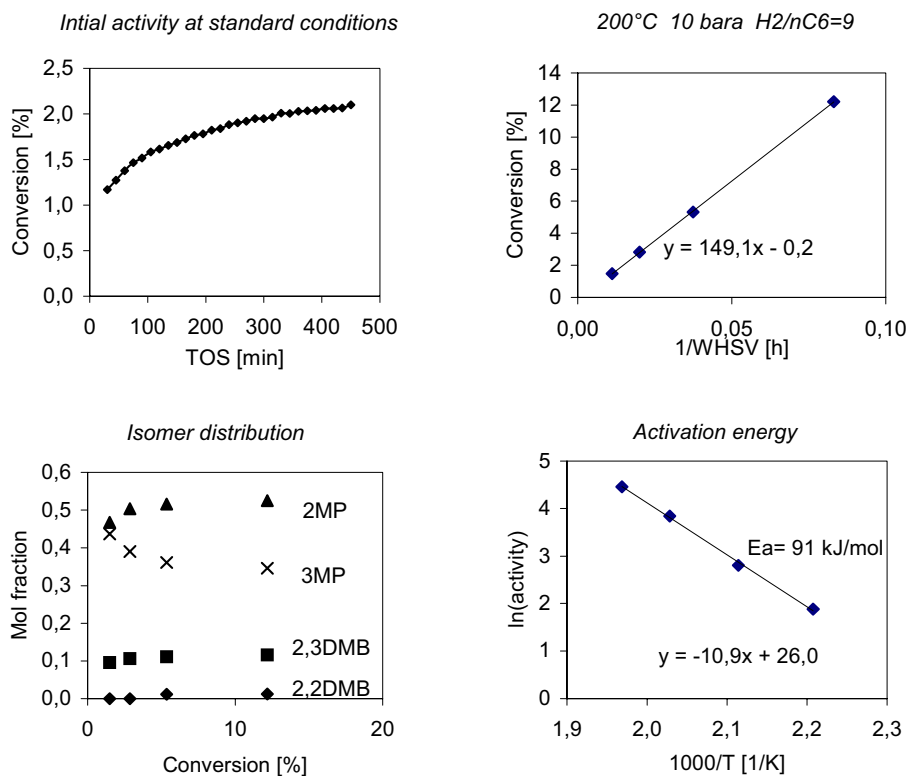 Intial activity at standard conditions
2,5
2,0
1,5
1,0
0,5
0,0
Conversion [%]
0 100 200 300 400 500
TOS [min]
200°C 10 bara H2/nC6=9
14
12
10
8
6
4
2
0
Conversion [%]
y = 149,1x - 0,2
0,00 0,05 0,10
1/WHSV [h]
Isomer distribution
0,6
0,5
0,4
0,3
0,2
0,1
0,0
Mol fraction
2MP
3MP
2,3DMB
2,2DMB
0 10 20
Conversion [%]
Activation energy
5
4
3
2
1
0
ln(activity)
Ea= 91 kJ/mol
y = -10,9x + 26,0
1,9 2,0 2,1 2,2 2,3
1000/T [1/K]